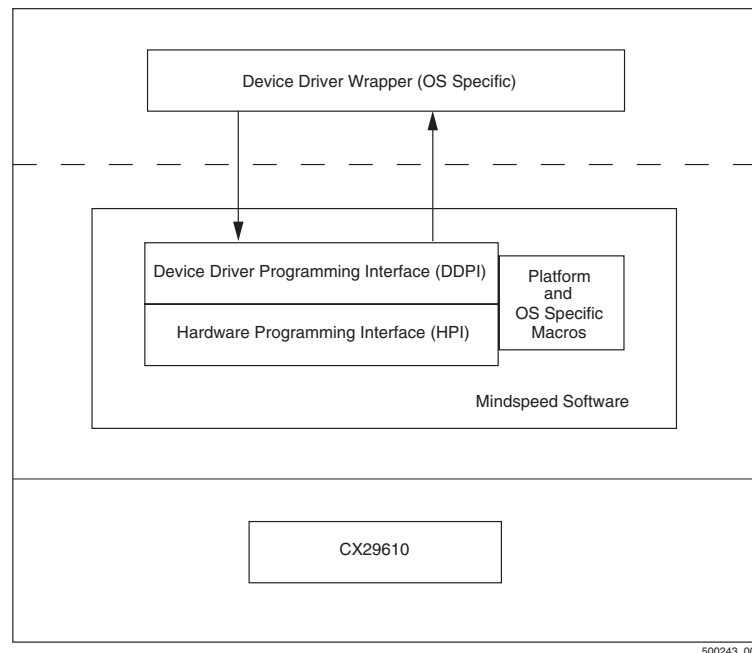 Device Driver Wrapper (OS Specific)
Device Driver Programming Interface (DDPI)
Platform
and
OS Specific
Macros
Hardware Programming Interface (HPI)
Mindspeed Software
CX29610